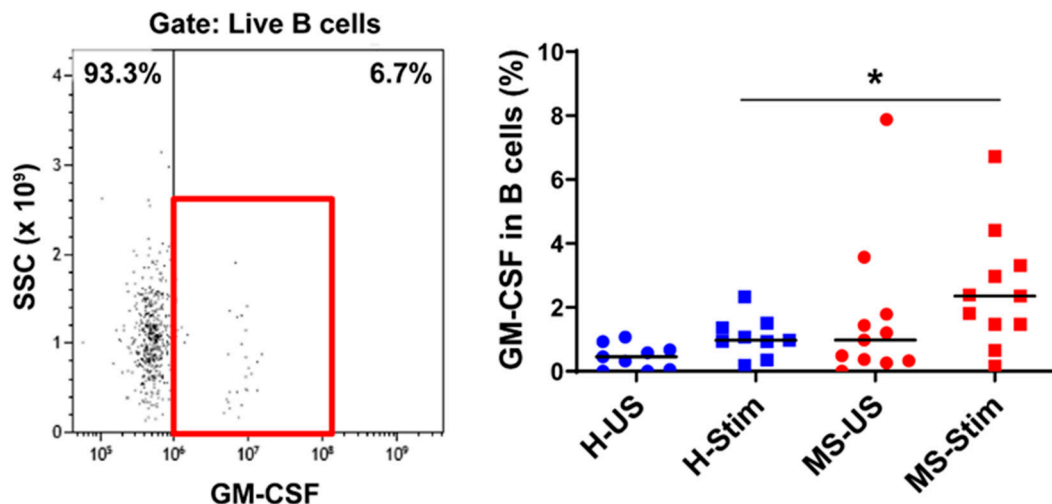 Gate: Live B cells
93.3%
6.7%
4
3
2
1
0
SSC (x 10⁹)
10⁵
10⁶
10⁷
10⁸
10⁹
GM-CSF
10
8
6
4
2
0
GM-CSF in B cells (%)
*
H-US
H-Stim
MS-US
MS-Stim